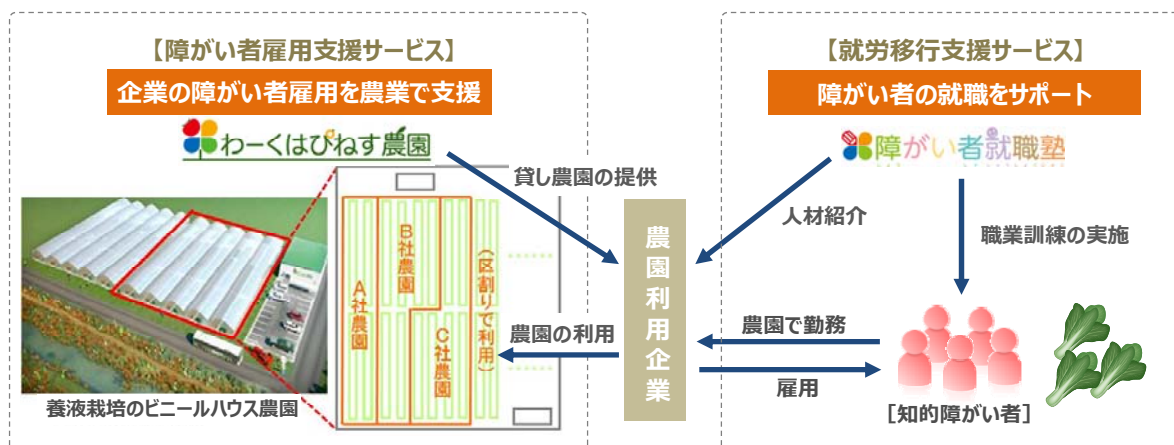 【障がい者雇用支援サービス】
企業の障がい者雇用を農業で支援
わーくはぴねす農園
A社農園
B社農園
C社農園
(区割りで利用)
養液栽培のビニールハウス農園
貸し農園の提供
農園の利用
農園利用企業
【就労移行支援サービス】
障がい者の就職をサポート
障がい者就職塾
人材紹介
職業訓練の実施
農園で勤務
雇用
[知的障がい者]